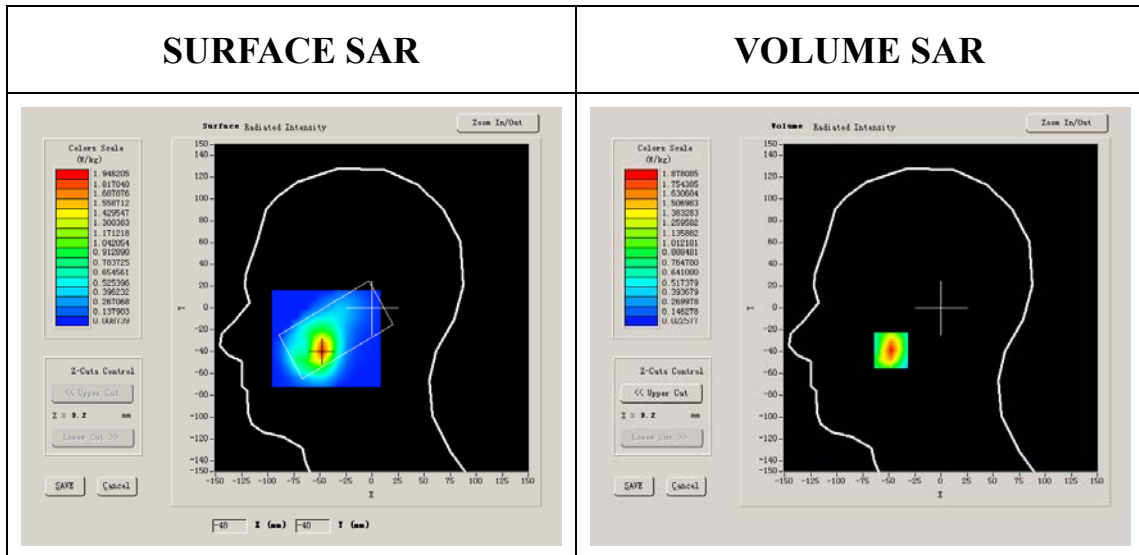 SURFACE SAR
VOLUME SAR
Surface Radiated Intensity
Zoom In/Out
Colors Scale
(W/kg)
1.946205
1.817040
1.687876
1.558712
1.429547
1.300383
1.171218
1.042054
0.912890
0.783725
0.654561
0.525396
0.396232
0.267068
0.137903
0.008739
150
140
120
100
80
60
40
20
0
-20
-40
-60
-80
-100
-120
-140
-150
Y
-150 -125 -100 -75 -50 -25 0 25 50 75 100 125 150
X
Z-Cuts Control
<< Upper Cut
mm
Lower Cut >>
SAVE
Cancel
-48 X (mm) -40 Y (mm)
Volume Radiated Intensity
Zoom In/Out
Colors Scale
(W/kg)
1.878085
1.754385
1.630684
1.506983
1.383283
1.259582
1.135882
1.012181
0.888481
0.764780
0.641080
0.517379
0.393679
0.269978
0.146278
0.022577
150
140
120
100
80
60
40
20
0
-20
-40
-60
-80
-100
-120
-140
-150
Y
-150 -125 -100 -75 -50 -25 0 25 50 75 100 125 150
X
Z-Cuts Control
<< Upper Cut
mm
Lower Cut >>
SAVE
Cancel